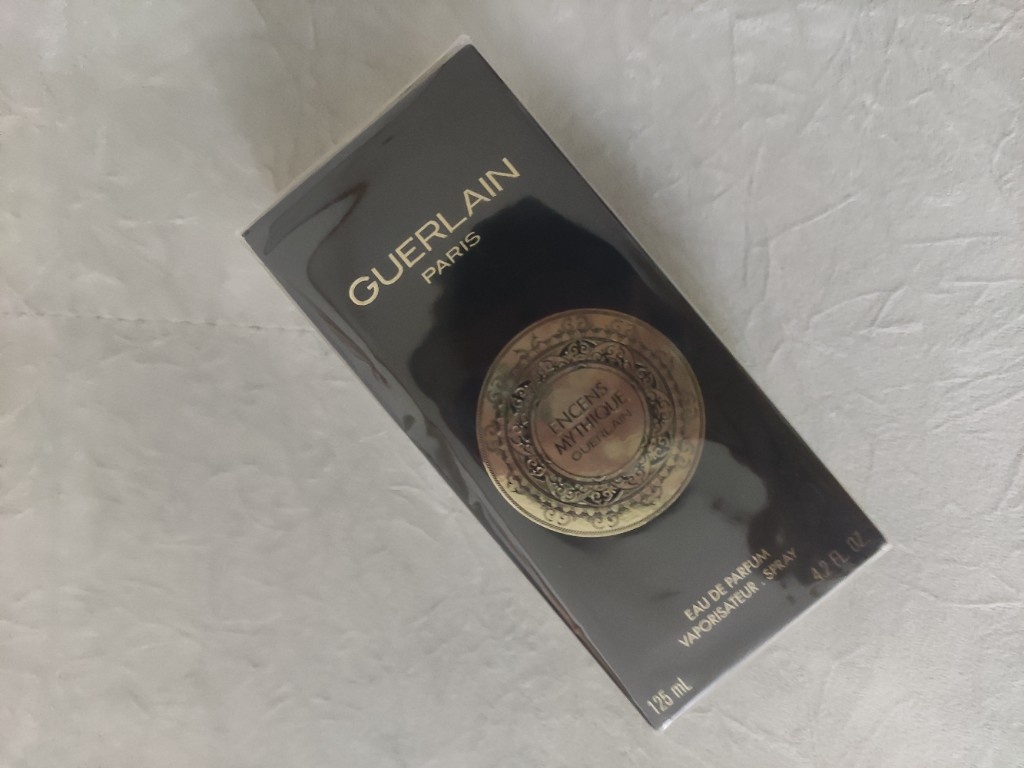 GUERLAIN
PARIS
ENCENS
MYTHIQUE
GUERLAIN
EAU DE PARFUM
VAPORISATEUR . SPRAY
125 mL
4.2 FL. OZ